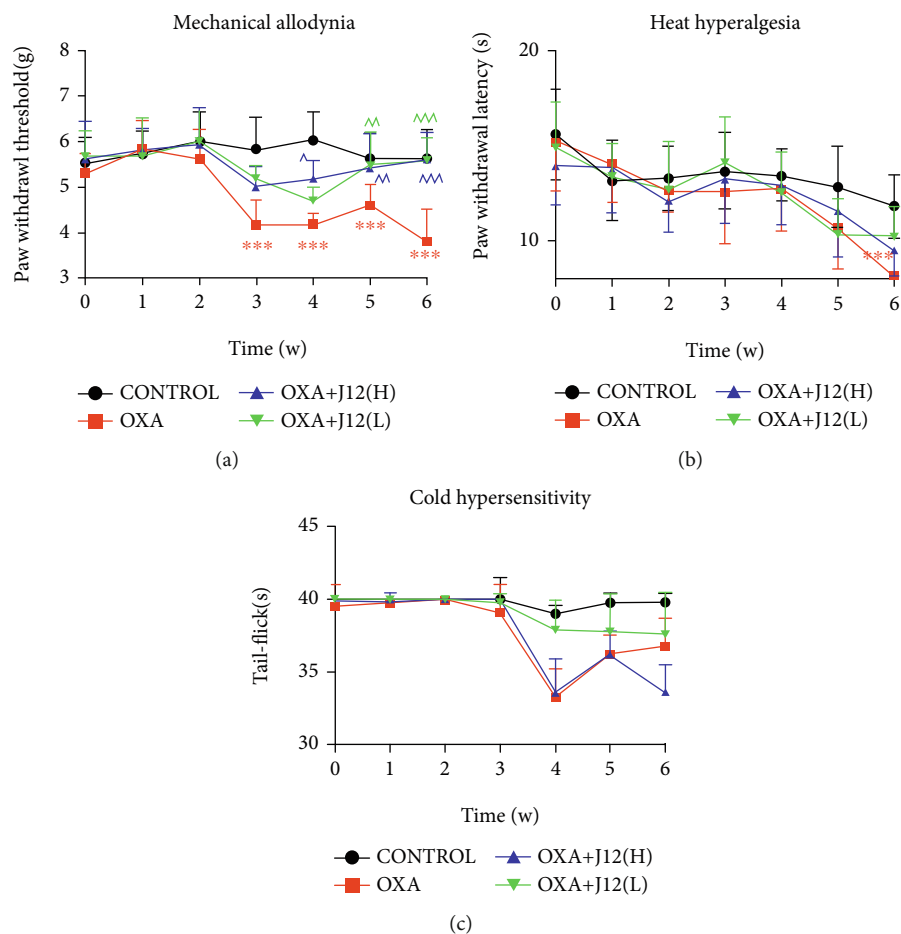 (a)
Mechanical allodynia
Paw withdrawl threshold(g)
8
7
6
5
4
3
^
^^
^^
^^^^
^^^
***
***
***
***
0 1 2 3 4 5 6
Time (w)
CONTROL OXA+J12(H)
OXA OXA+J12(L)
(a)
Heat hyperalgesia
Paw withdrawal latency (s)
20
10
***
0 1 2 3 4 5 6
Time (w)
CONTROL OXA+J12(H)
OXA OXA+J12(L)
(b)
Cold hypersensitivity
Tail-flick(s)
45
40
35
30
0 1 2 3 4 5 6
Time (w)
CONTROL OXA+J12(H)
OXA OXA+J12(L)
(c)